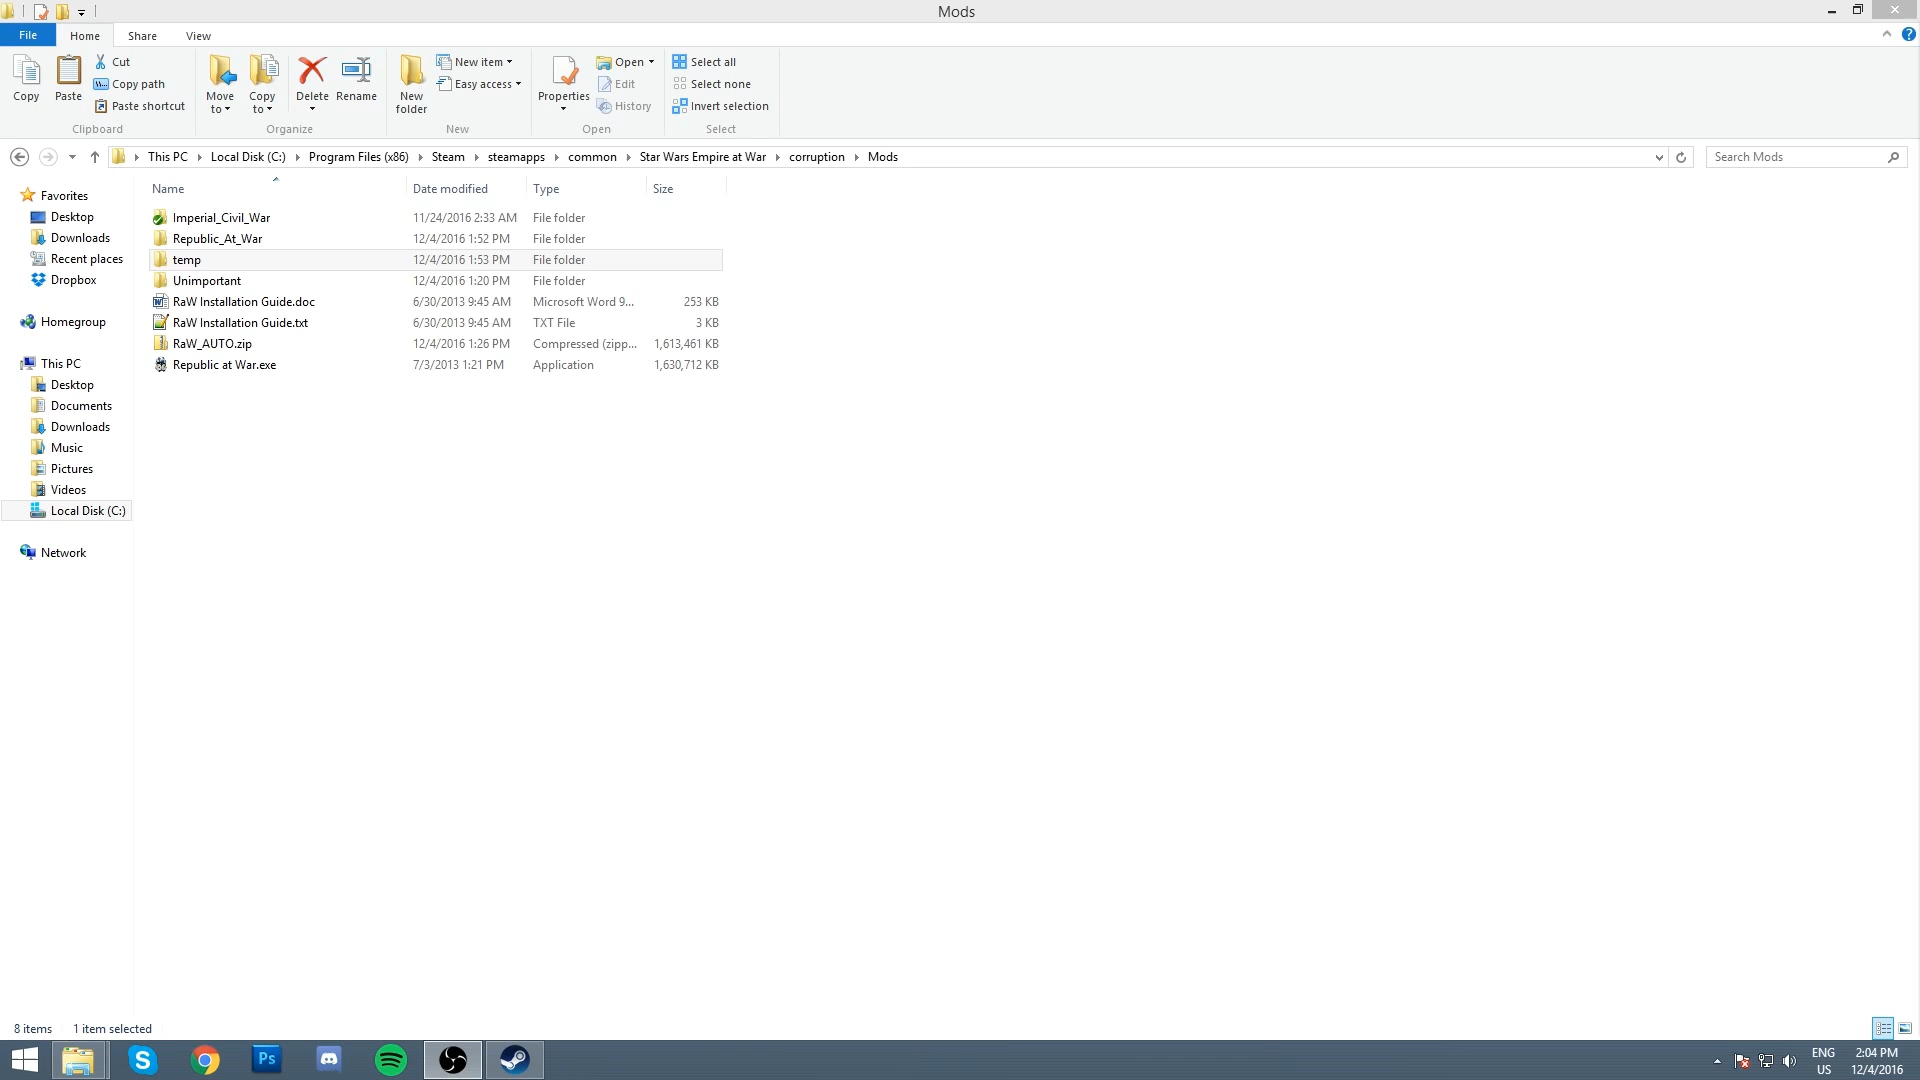 Mods
File Home Share View
Copy Paste Cut Copy path Paste shortcut Clipboard
Move to Copy to Delete Rename Organize
New folder New item Easy access New
Properties Open Edit History Open
Select all Select none Invert selection Select
This PC Local Disk (C:) Program Files (x86) Steam steamapps common Star Wars Empire at War corruption Mods Search Mods
Name Date modified Type Size
Imperial_Civil_War 11/24/2016 2:33 AM File folder
Republic_At_War 12/4/2016 1:52 PM File folder
temp 12/4/2016 1:53 PM File folder
Unimportant 12/4/2016 1:20 PM File folder
RaW Installation Guide.doc 6/30/2013 9:45 AM Microsoft Word 9... 253 KB
RaW Installation Guide.txt 6/30/2013 9:45 AM TXT File 3 KB
RaW_AUTO.zip 12/4/2016 1:26 PM Compressed (zipp... 1,613,461 KB
Republic at War.exe 7/3/2013 1:21 PM Application 1,630,712 KB
Favorites
Desktop
Downloads
Recent places
Dropbox
Homegroup
This PC
Desktop
Documents
Downloads
Music
Pictures
Videos
Local Disk (C:)
Network
8 items 1 item selected
Ps
ENG 2:04 PM
US 12/4/2016